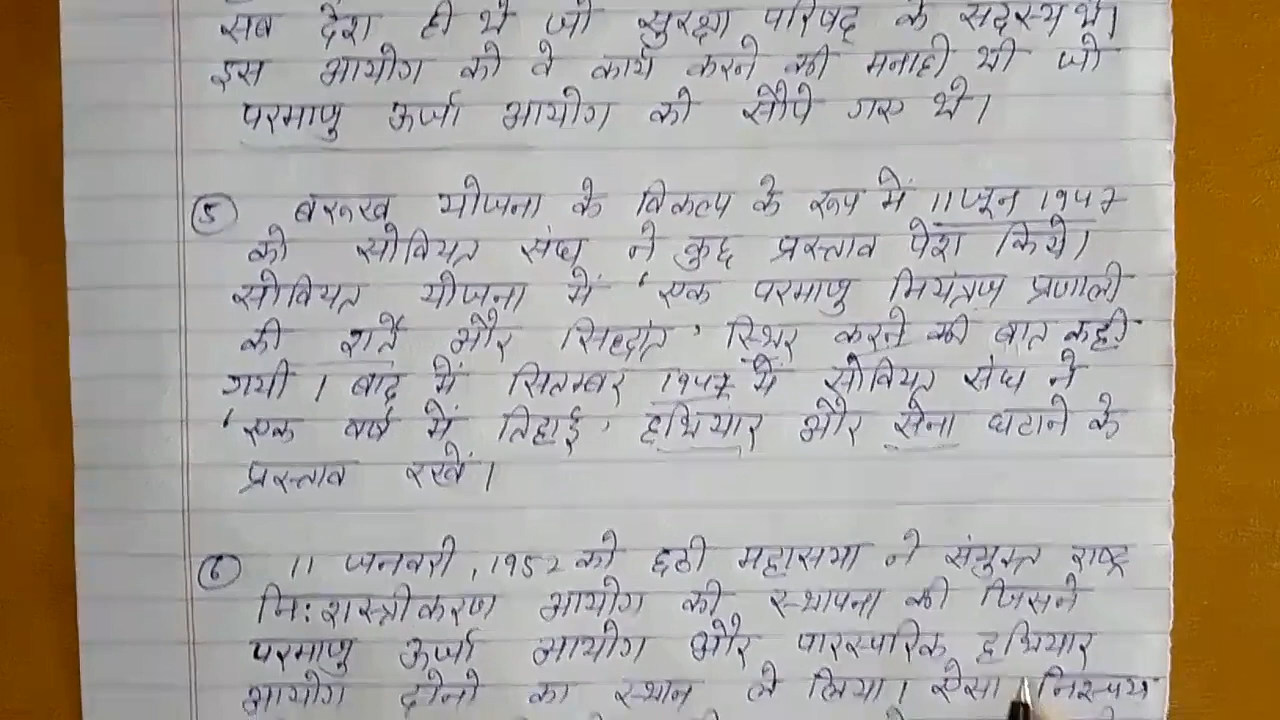 सब देश ही थे जो सुरक्षा परिषद के सदस्य थे।
इस आयोग को वे कार्य करने की मनाही थी जो
परमाणु ऊर्जा आयोग को सौपे गए थे।
5 बरूखु योजना के विकल्प के रूप में 11 जून 1947
को सोवियत संघ ने कुछ प्रस्ताव पेश किये।
सोवियत योजना में 'एक परमाणु नियंत्रण प्रणाली
की शर्तें और सिद्धांत' स्थिर करने की बात कही
गयी। बाद में सितम्बर 1947 में सोवियत संघ ने
'एक वर्ष में तिहाई' हथियार और सेना घटाने के
प्रस्ताव रखें।
6 11 जनवरी, 1952 को छठी महासभा ने संयुक्त राष्ट्र
नि:शस्त्रीकरण आयोग की स्थापना की जिसने
परमाणु ऊर्जा आयोग और पारस्परिक हथियार
आयोग दोनो का स्थान ले लिया। ऐसा